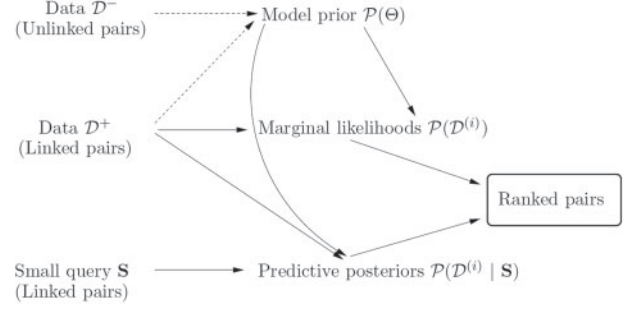 Data 𝒟⁻
(Unlinked pairs)
Model prior 𝒫(Θ)
Data 𝒟⁺
(Linked pairs)
Marginal likelihoods 𝒫(𝒟⁽ⁱ⁾)
Ranked pairs
Small query S
(Linked pairs)
Predictive posteriors 𝒫(𝒟⁽ⁱ⁾ | S)